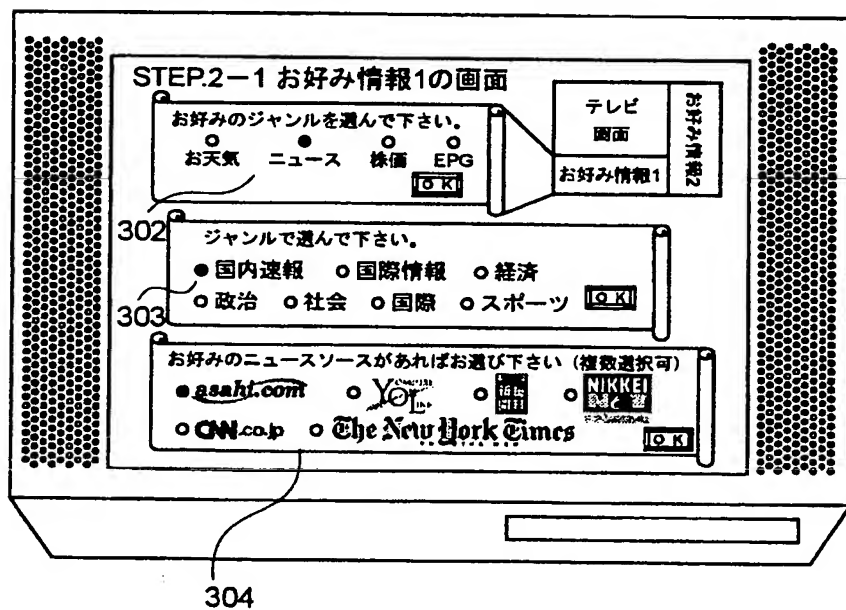 STEP.2－1 お好み情報1の画面
お好みのジャンルを選んで下さい。
お天気 ニュース 株価 EPG
OK
テレビ
画面
お好み情報1
お好み情報2
302
ジャンルで選んで下さい。
国内速報 国際情報 経済
政治 社会 国際 スポーツ
OK
303
お好みのニュースソースがあればお選び下さい（複数選択可）
asahi.com YOL NIKKEI
CNN.co.jp The New York Times
OK
304